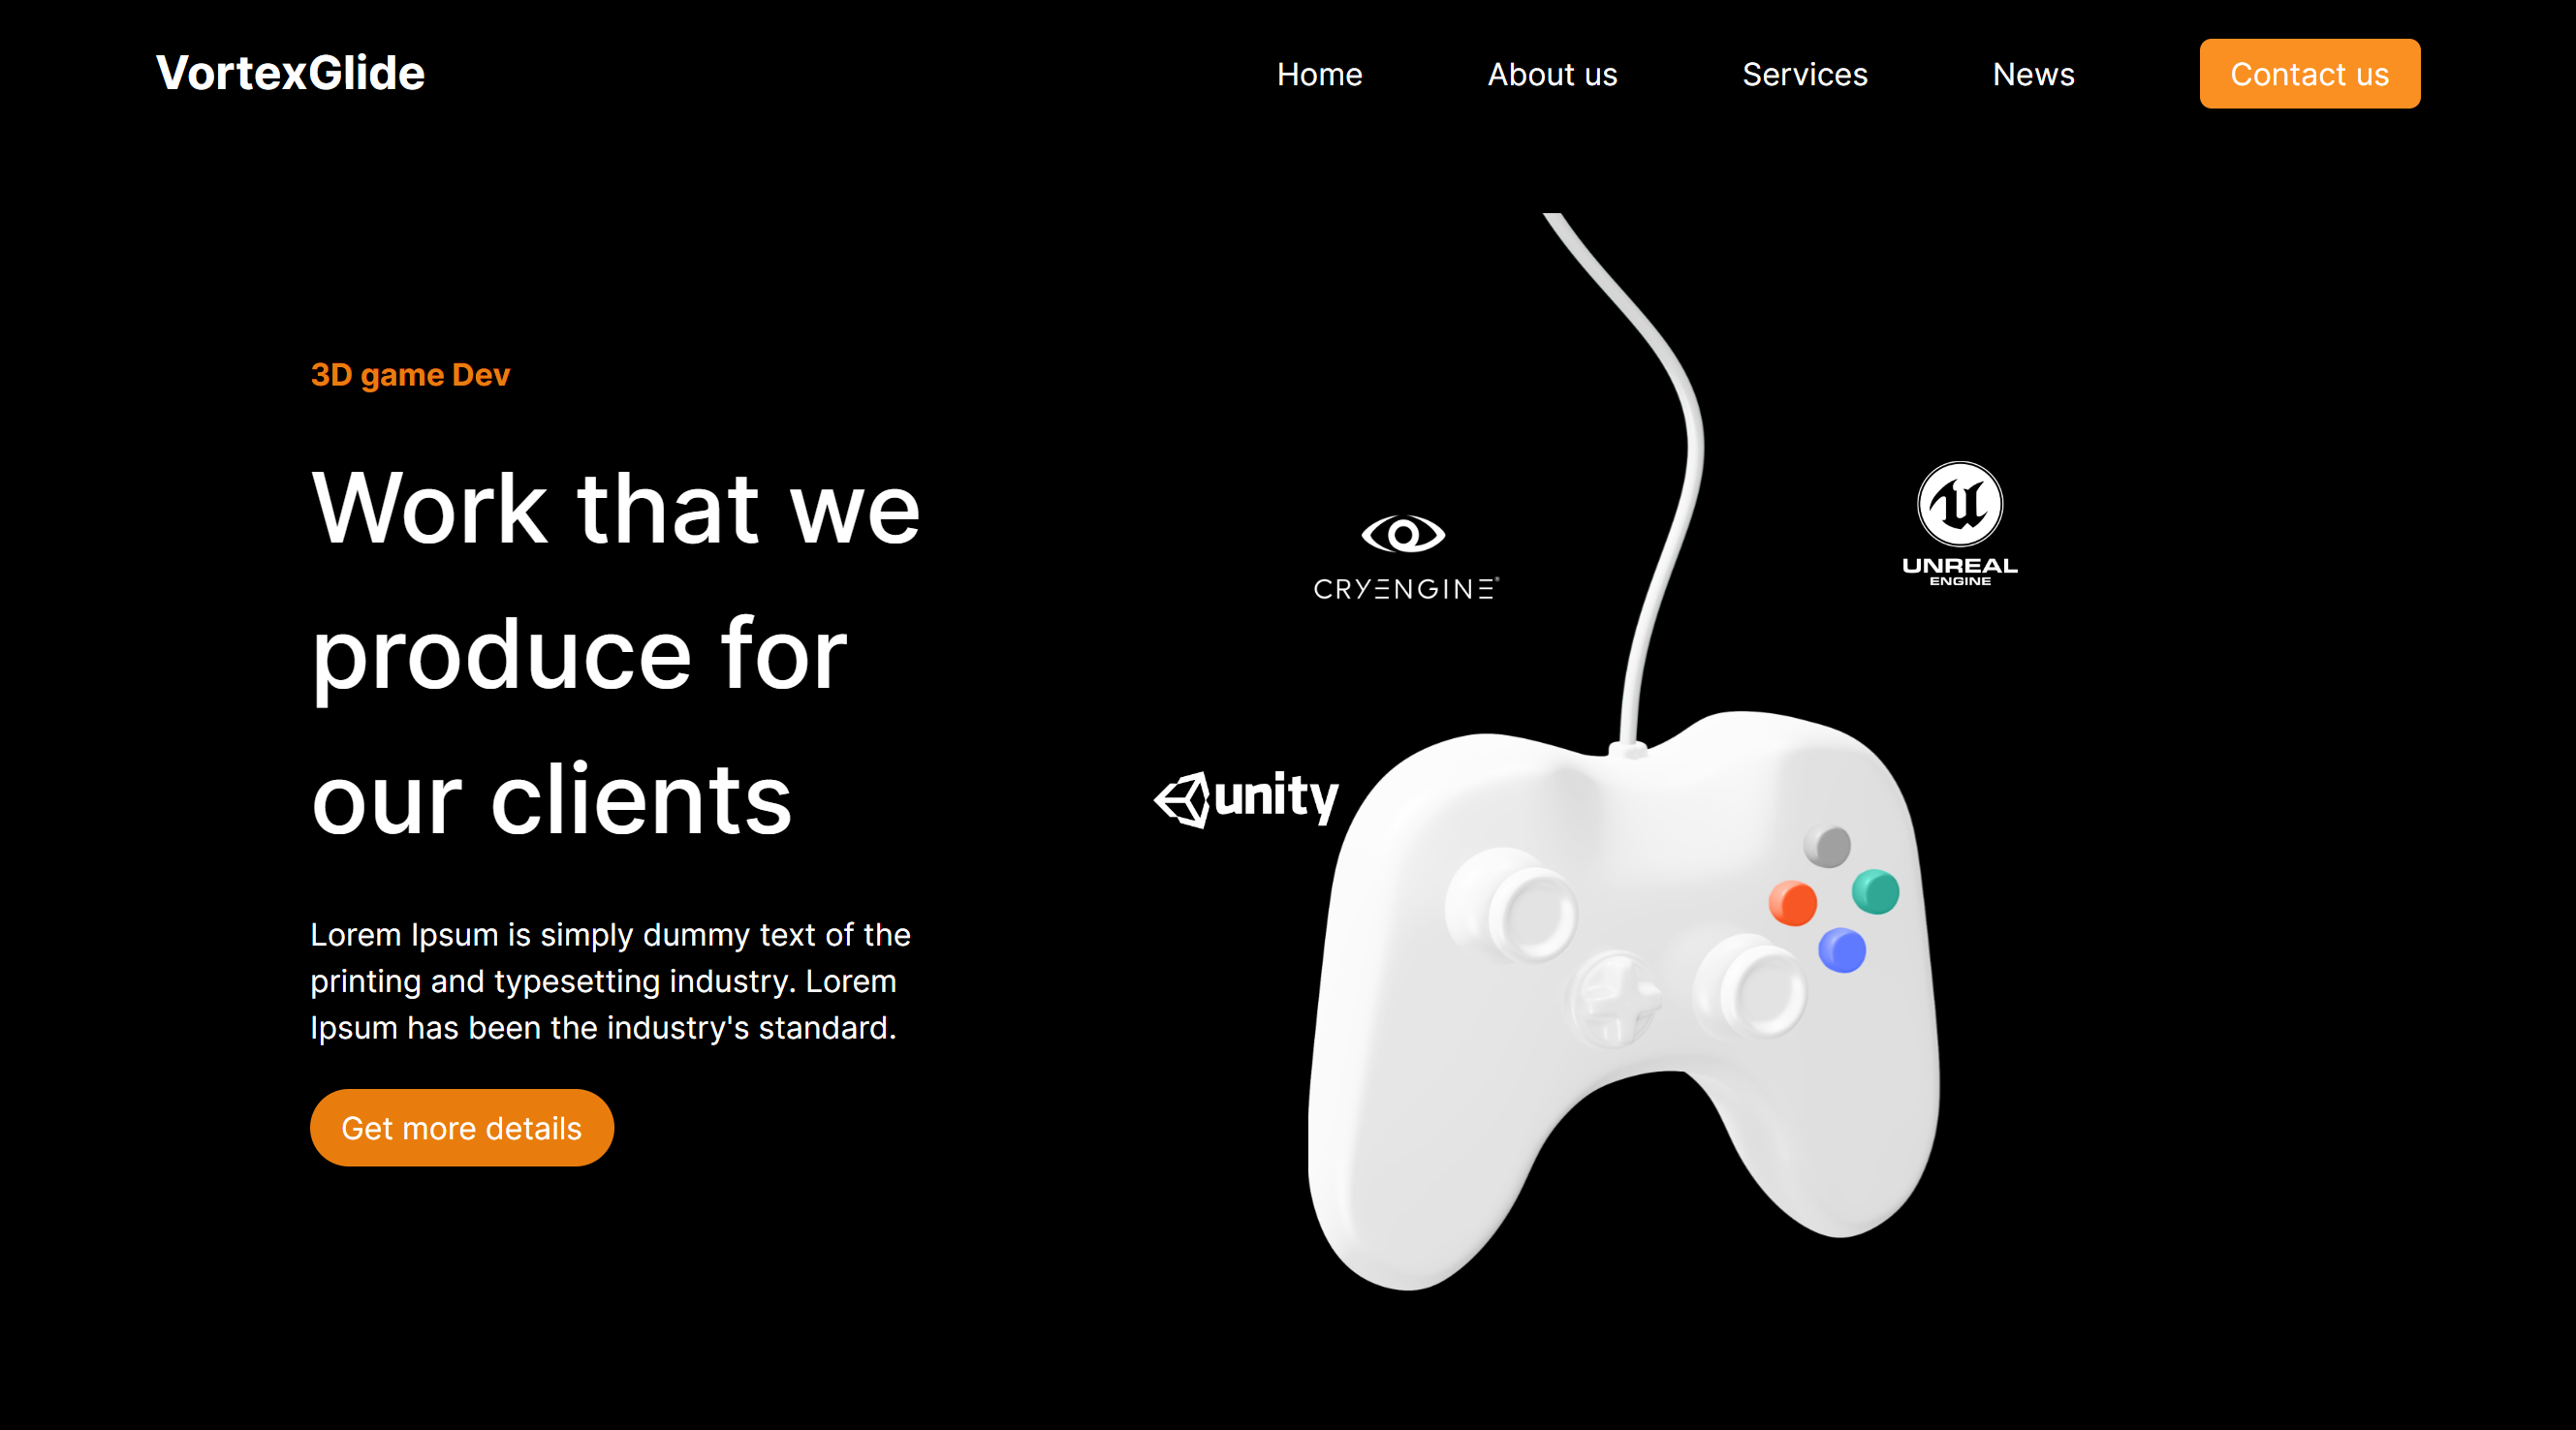 VortexGlide
Home
About us
Services
News
Contact us
3D game Dev
Work that we
produce for
our clients
Lorem Ipsum is simply dummy text of the
printing and typesetting industry. Lorem
Ipsum has been the industry's standard.
Get more details
CRYENGINE®
UNREAL
ENGINE
unity